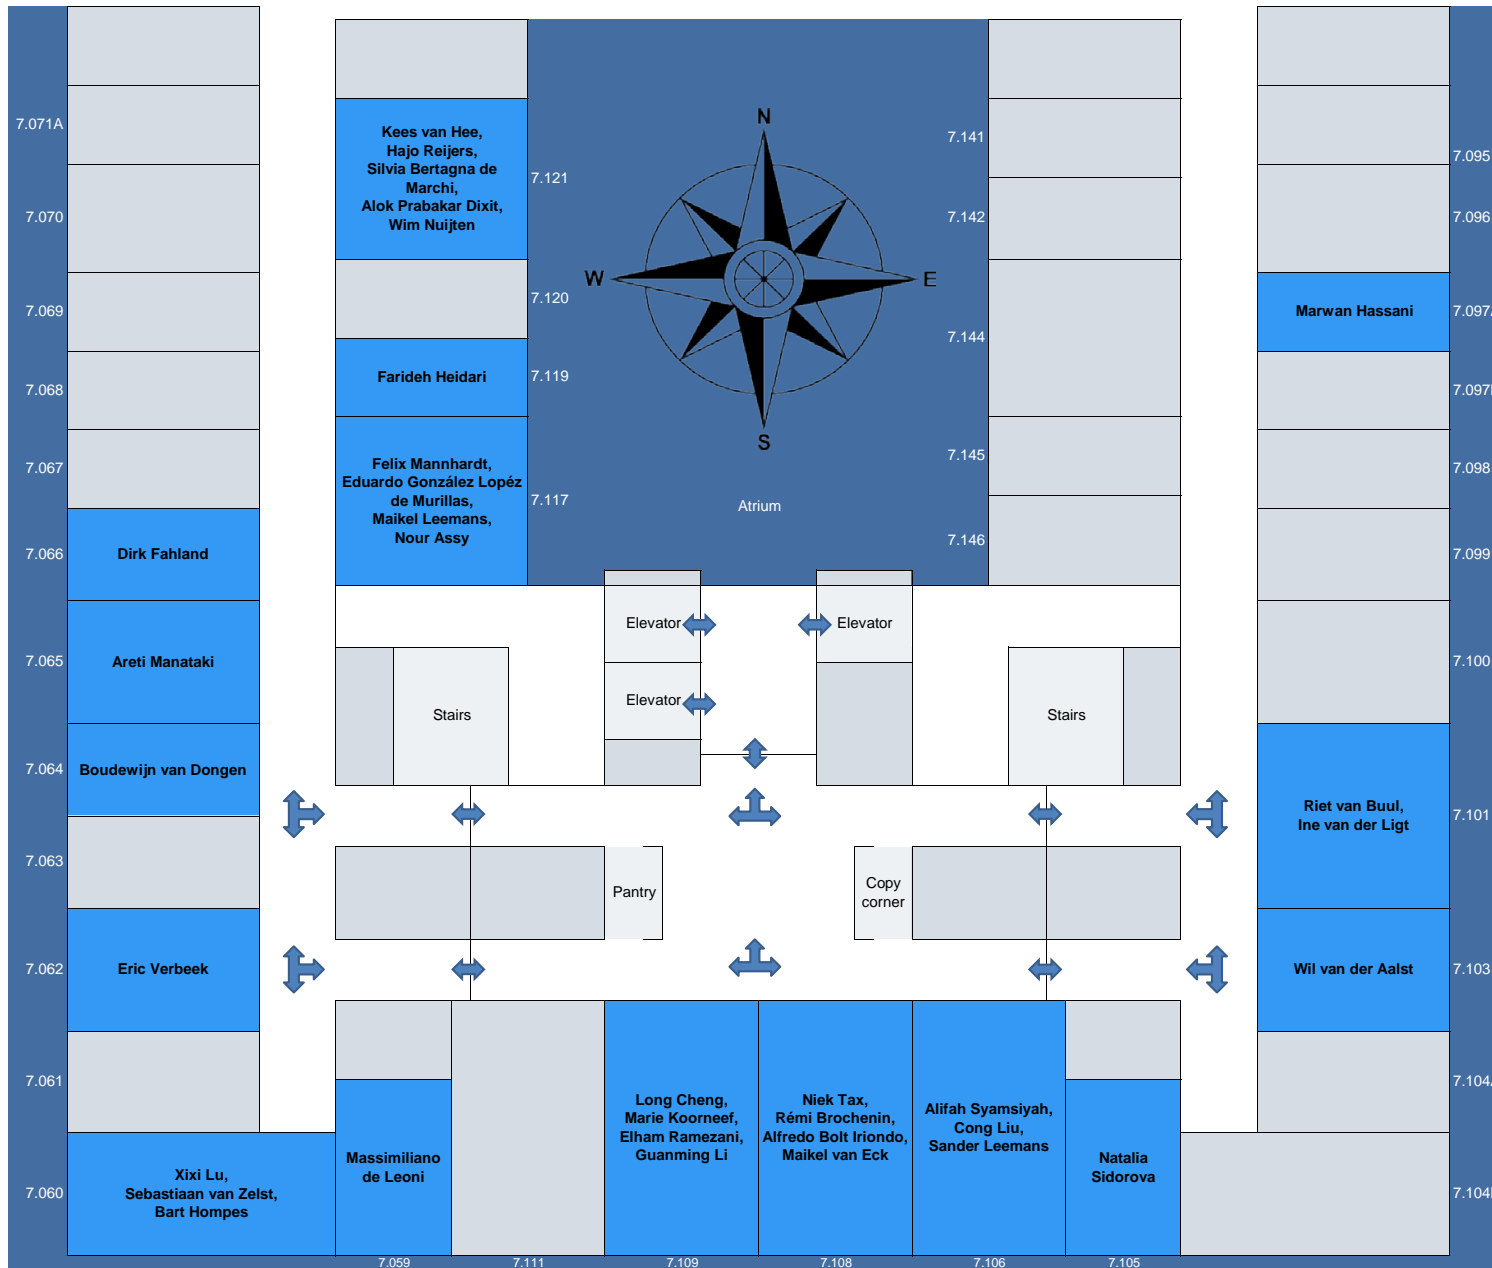 7.071A
7.070
7.069
7.068
7.067
7.066
Dirk Fahland
7.065
Areti Manataki
7.064
Boudewijn van Dongen
7.063
7.062
Eric Verbeek
7.061
7.060
Xixi Lu,
Sebastiaan van Zelst,
Bart Hompes
Kees van Hee,
Hajo Reijers,
Silvia Bertagna de
Marchi,
Alok Prabakar Dixit,
Wim Nuijten
7.121
7.120
Farideh Heidari
7.119
Felix Mannhardt,
Eduardo González Lopéz
de Murillas,
Maikel Leemans,
Nour Assy
7.117
N
W
E
S
Atrium
7.141
7.142
7.144
7.145
7.146
Elevator
Elevator
Elevator
Stairs
Stairs
Pantry
Copy
corner
Massimiliano
de Leoni
7.059
7.111
Long Cheng,
Marie Koorneef,
Elham Ramezani,
Guanming Li
7.109
Niek Tax,
Rémi Brochenin,
Alfredo Bolt Iriondo,
Maikel van Eck
7.108
Alifah Syamsiyah,
Cong Liu,
Sander Leemans
7.106
Natalia
Sidorova
7.105
7.095
7.096
Marwan Hassani
7.097
7.097
7.098
7.099
7.100
Riet van Buul,
Ine van der Ligt
7.101
Wil van der Aalst
7.103
7.104
7.104